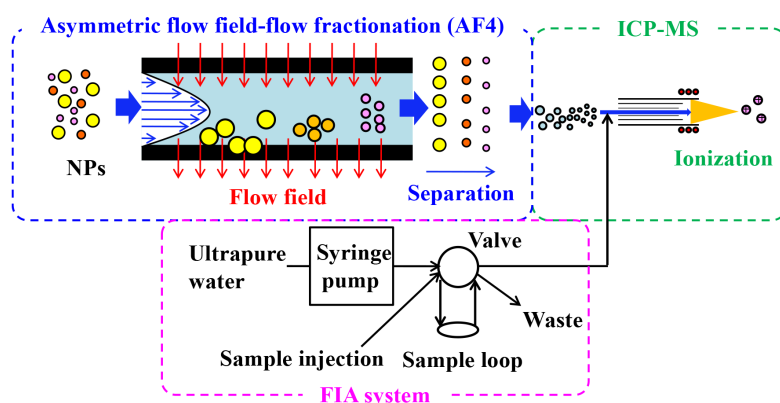 Asymmetric flow field-flow fractionation (AF4)
ICP-MS
NPs
Flow field
Separation
Ionization
Ultrapure
water
Syringe
pump
Valve
Waste
Sample injection
Sample loop
FIA system